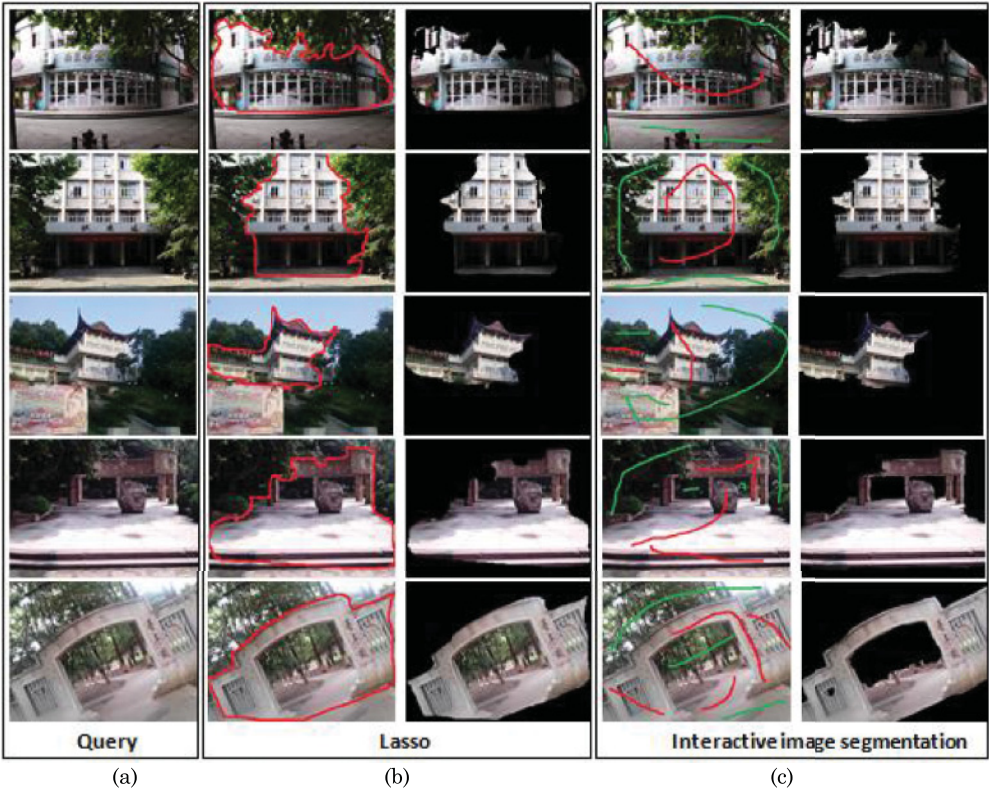 Query
Lasso
Interactive image segmentation
(a)
(b)
(c)